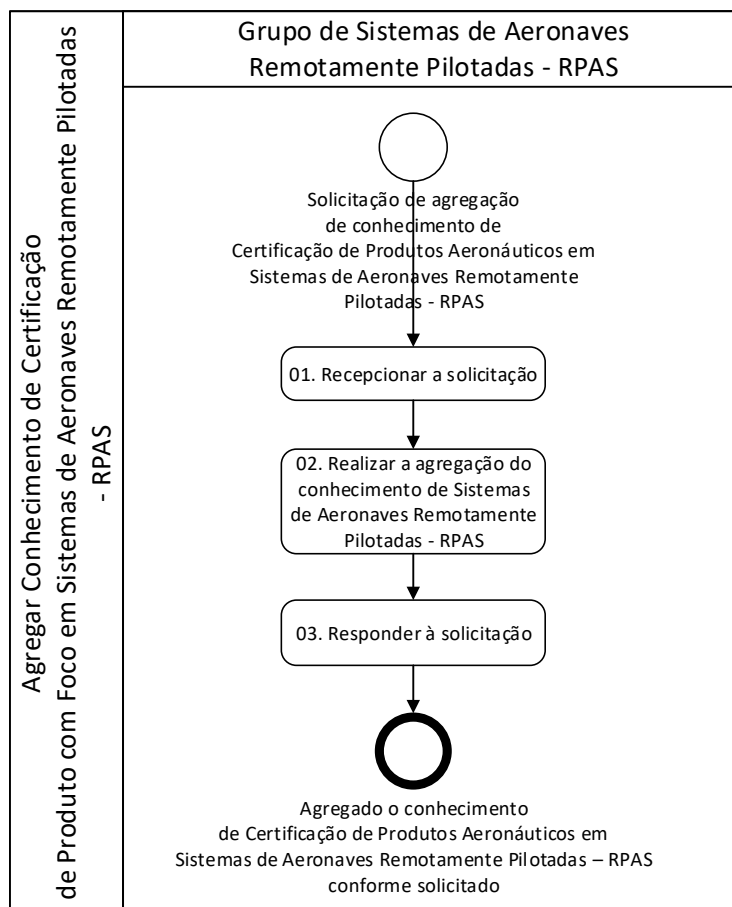 Agregar Conhecimento de Certificação
de Produto com Foco em Sistemas de Aeronaves Remotamente Pilotadas
- RPAS
Grupo de Sistemas de Aeronaves
Remotamente Pilotadas - RPAS
Solicitação de agregação
de conhecimento de
Certificação de Produtos Aeronáuticos em
Sistemas de Aeronaves Remotamente
Pilotadas - RPAS
01. Recepcionar a solicitação
02. Realizar a agregação do
conhecimento de Sistemas
de Aeronaves Remotamente
Pilotadas - RPAS
03. Responder à solicitação
Agregado o conhecimento
de Certificação de Produtos Aeronáuticos em
Sistemas de Aeronaves Remotamente Pilotadas – RPAS
conforme solicitado